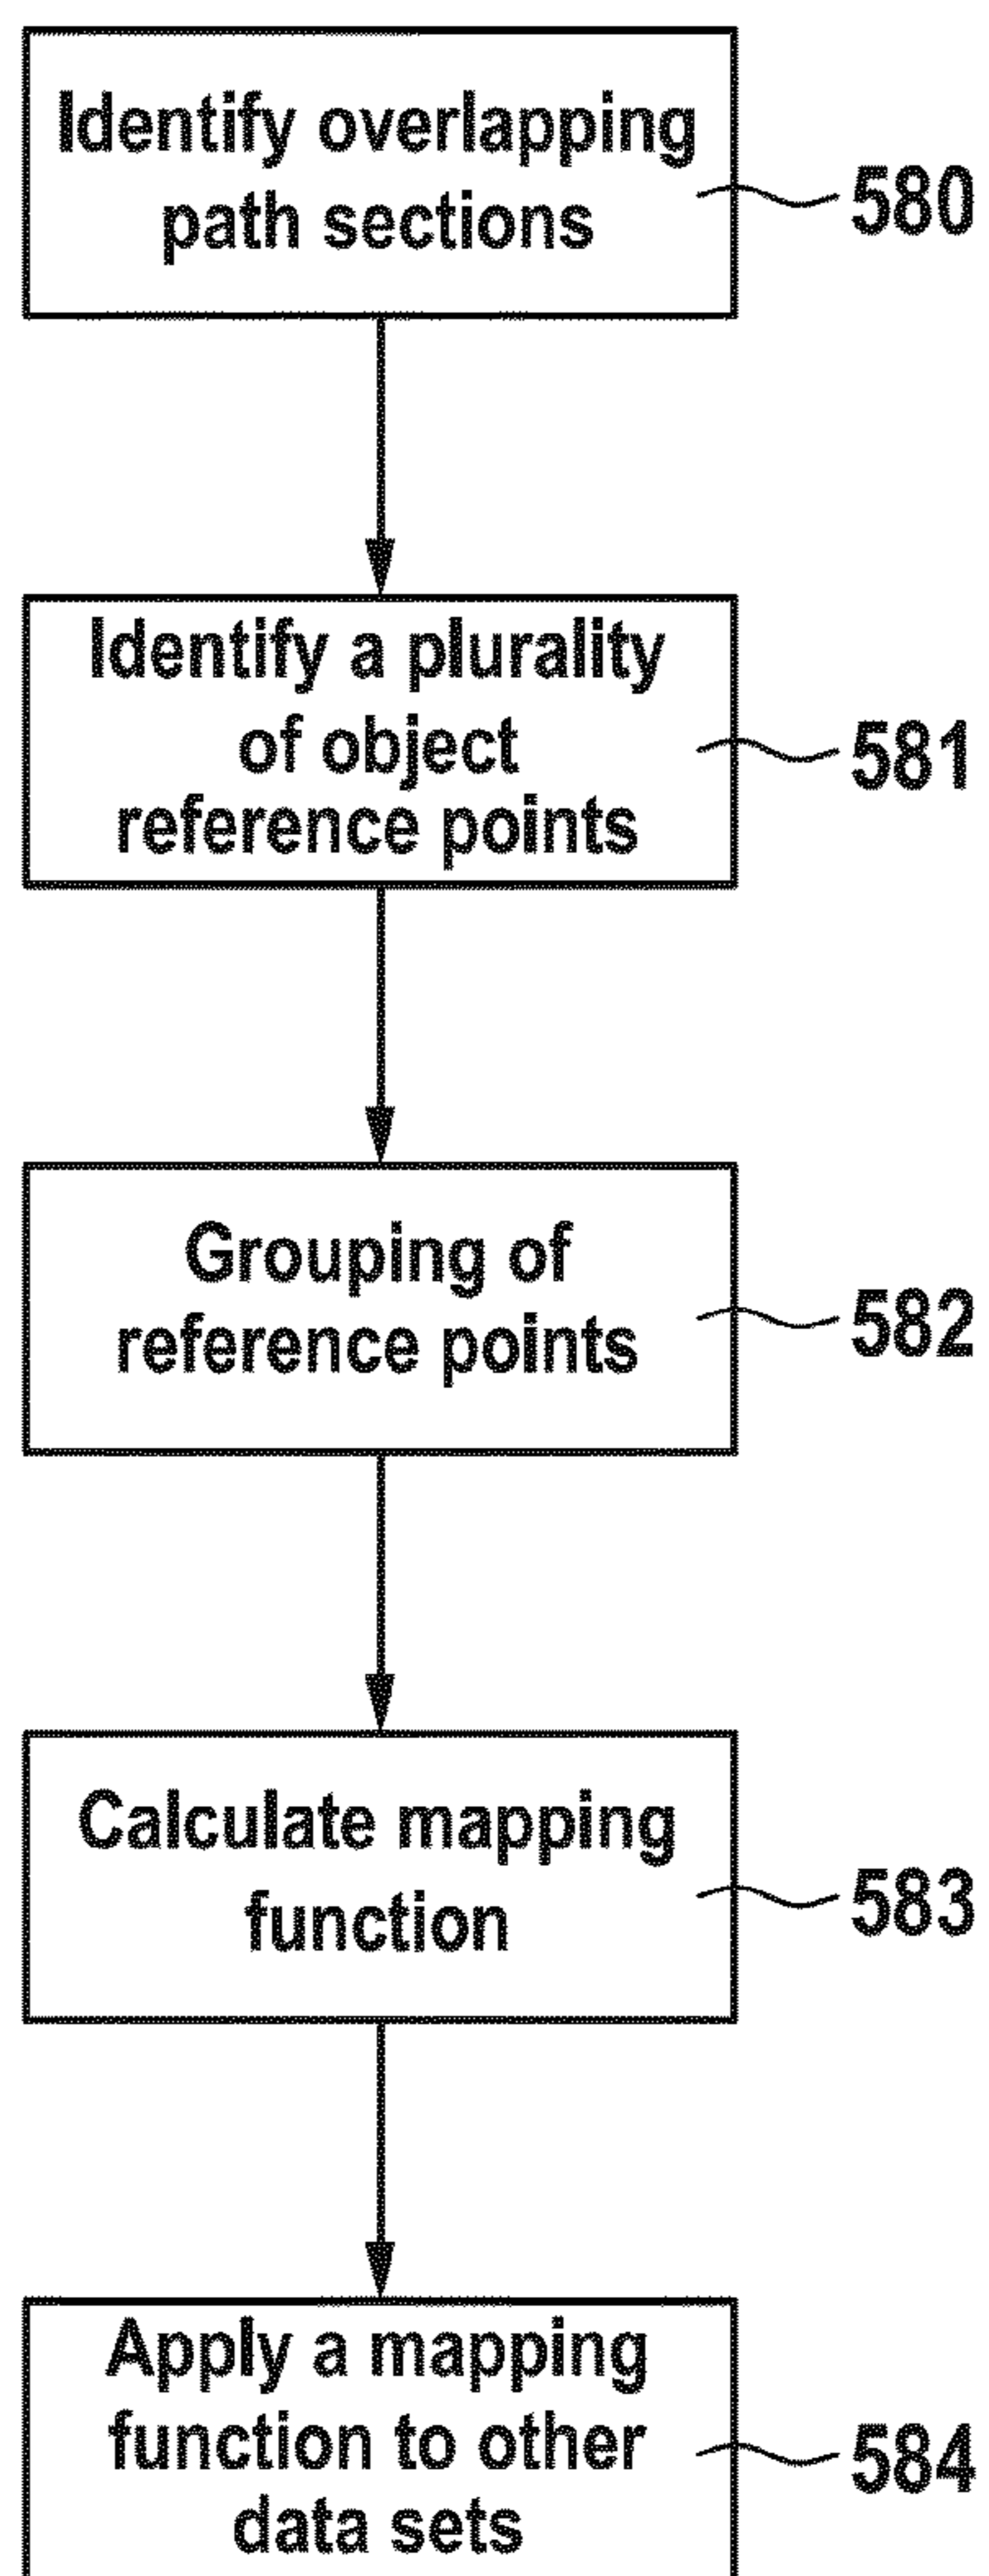 Identify overlapping
path sections
580
Identify a plurality
of object
reference points
581
Grouping of
reference points
582
Calculate mapping
function
583
Apply a mapping
function to other
data sets
584